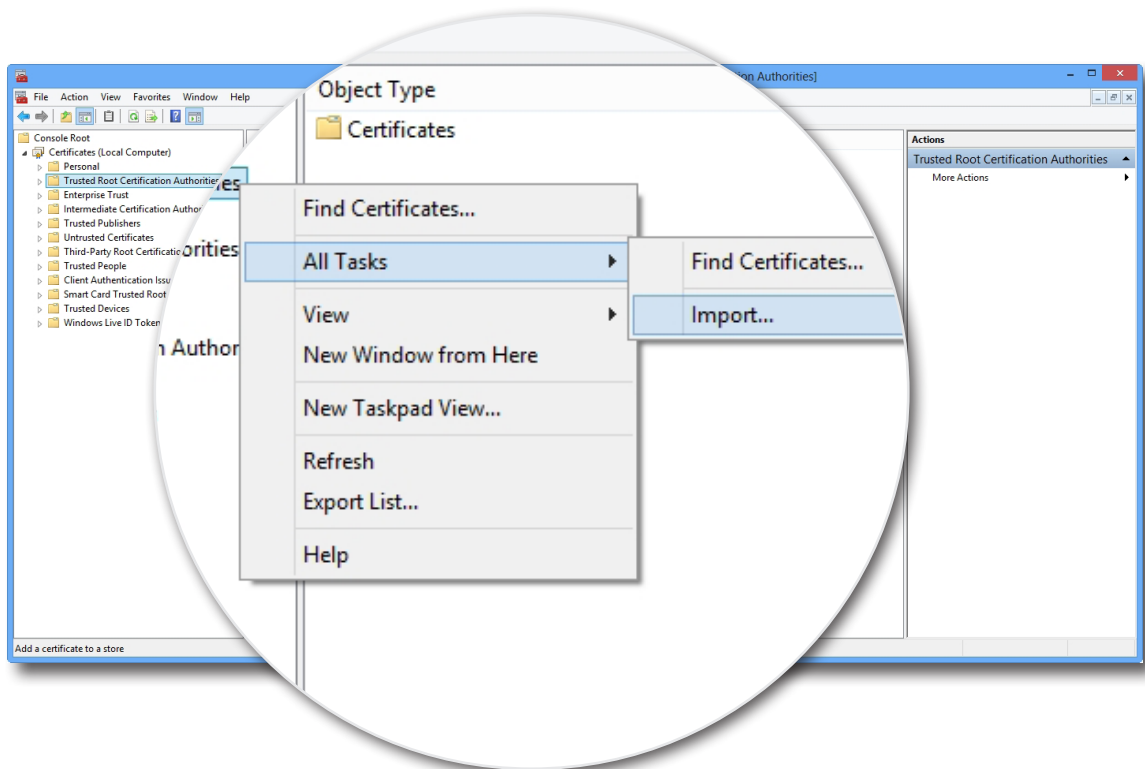 ion Authorities]
File Action View Favorites Window Help
Console Root
Certificates (Local Computer)
Personal
Trusted Root Certification Authorities
Enterprise Trust
Intermediate Certification Author
Trusted Publishers
Untrusted Certificates
Third-Party Root Certificatio
Trusted People
Client Authentication Issu
Smart Card Trusted Root
Trusted Devices
Windows Live ID Token
Add a certificate to a store
Object Type
Certificates
es
orities
n Author
Find Certificates...
All Tasks
View
New Window from Here
New Taskpad View...
Refresh
Export List...
Help
Find Certificates...
Import...
Actions
Trusted Root Certification Authorities
More Actions